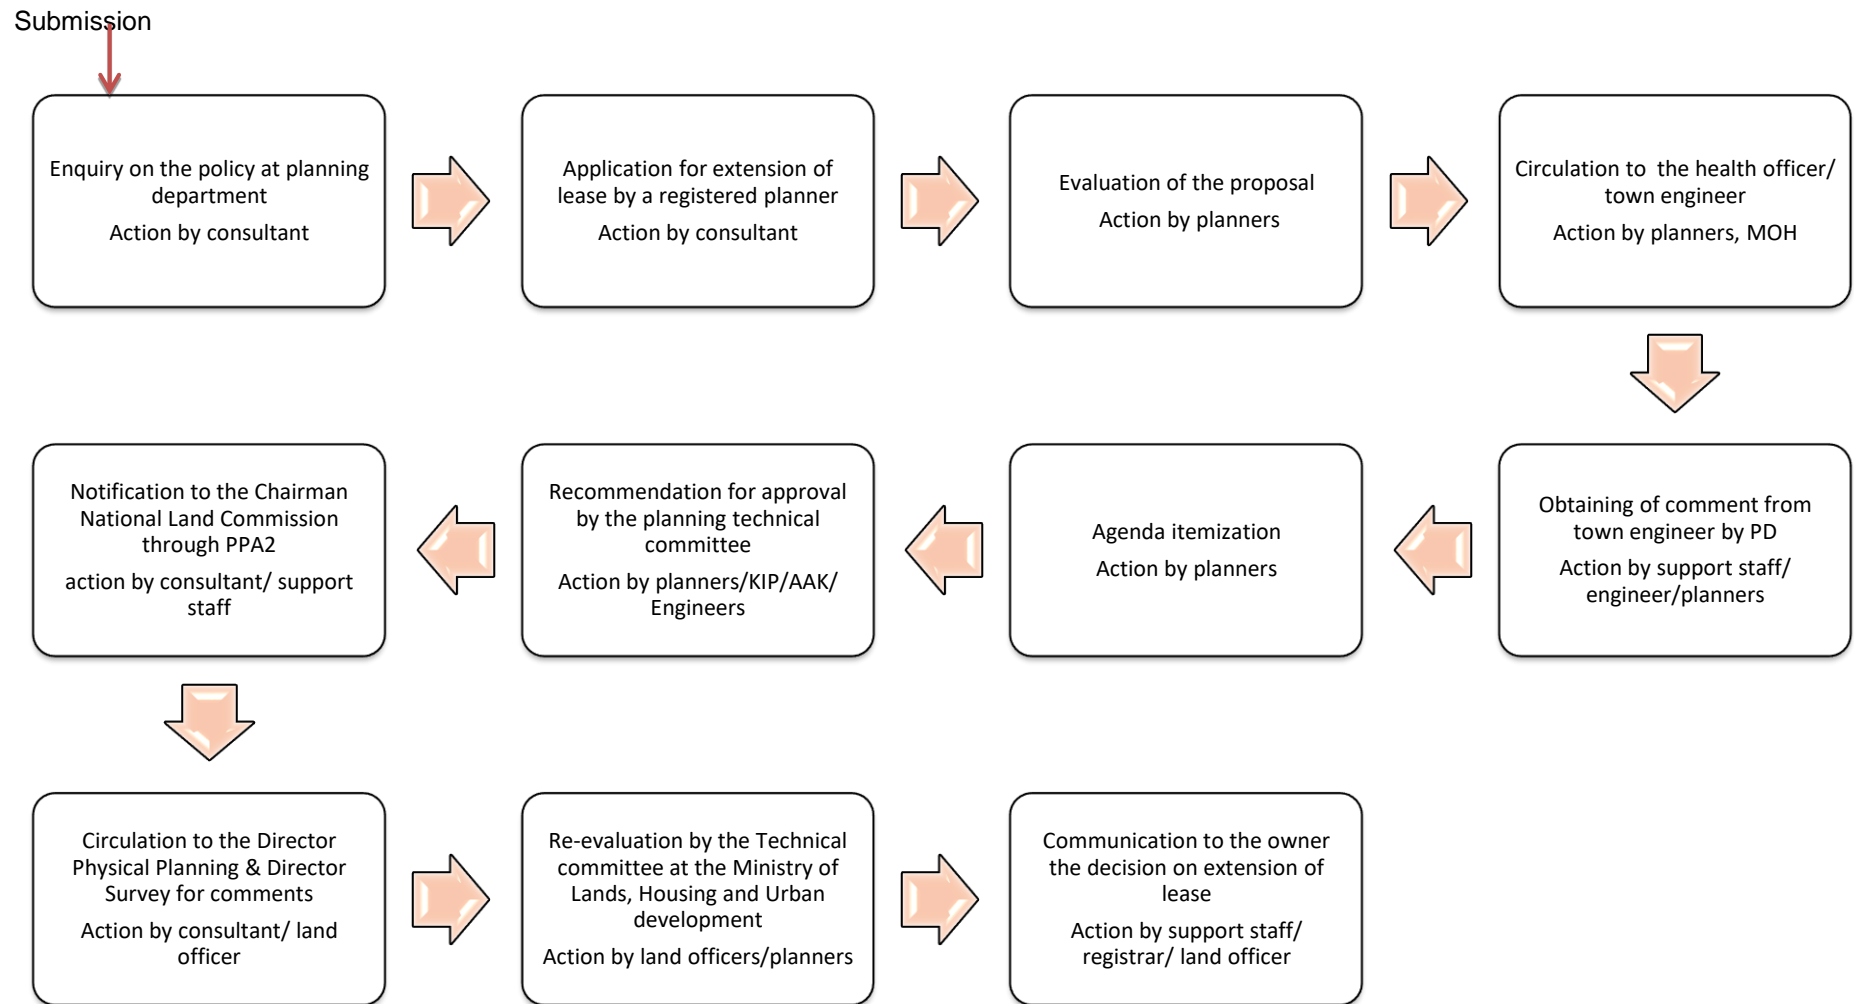 Submission
Enquiry on the policy at planning
department
Action by consultant
Application for extension of
lease by a registered planner
Action by consultant
Evaluation of the proposal
Action by planners
Circulation to the health officer/
town engineer
Action by planners, MOH
Obtaining of comment from
town engineer by PD
Action by support staff/
engineer/planners
Agenda itemization
Action by planners
Recommendation for approval
by the planning technical
committee
Action by planners/KIP/AAK/
Engineers
Notification to the Chairman
National Land Commission
through PPA2
action by consultant/ support
staff
Circulation to the Director
Physical Planning & Director
Survey for comments
Action by consultant/ land
officer
Re-evaluation by the Technical
committee at the Ministry of
Lands, Housing and Urban
development
Action by land officers/planners
Communication to the owner
the decision on extension of
lease
Action by support staff/
registrar/ land officer